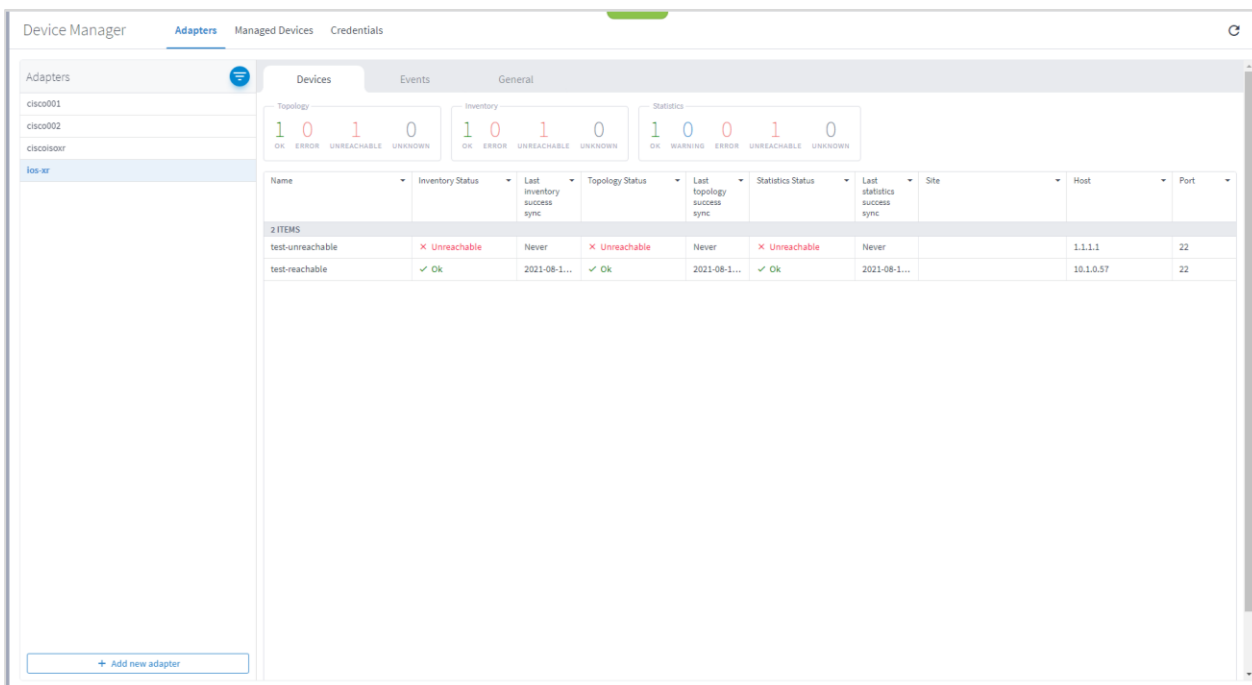 Device Manager Adapters Managed Devices Credentials
Adapters
cisco001
cisco002
ciscoisoxr
ios-xr
+ Add new adapter
Devices Events General
Topology Inventory Statistics
1 0 1 0 1 0 1 0 1 0 0 1 0
OK ERROR UNREACHABLE UNKNOWN OK ERROR UNREACHABLE UNKNOWN OK WARNING ERROR UNREACHABLE UNKNOWN
Name Inventory Status Last inventory success sync Topology Status Last topology success sync Statistics Status Last statistics success sync Site Host Port
2 ITEMS
test-unreachable Unreachable Never Unreachable Never Unreachable Never 1.1.1.1 22
test-reachable Ok 2021-08-1... Ok 2021-08-1... Ok 2021-08-1... 10.1.0.57 22